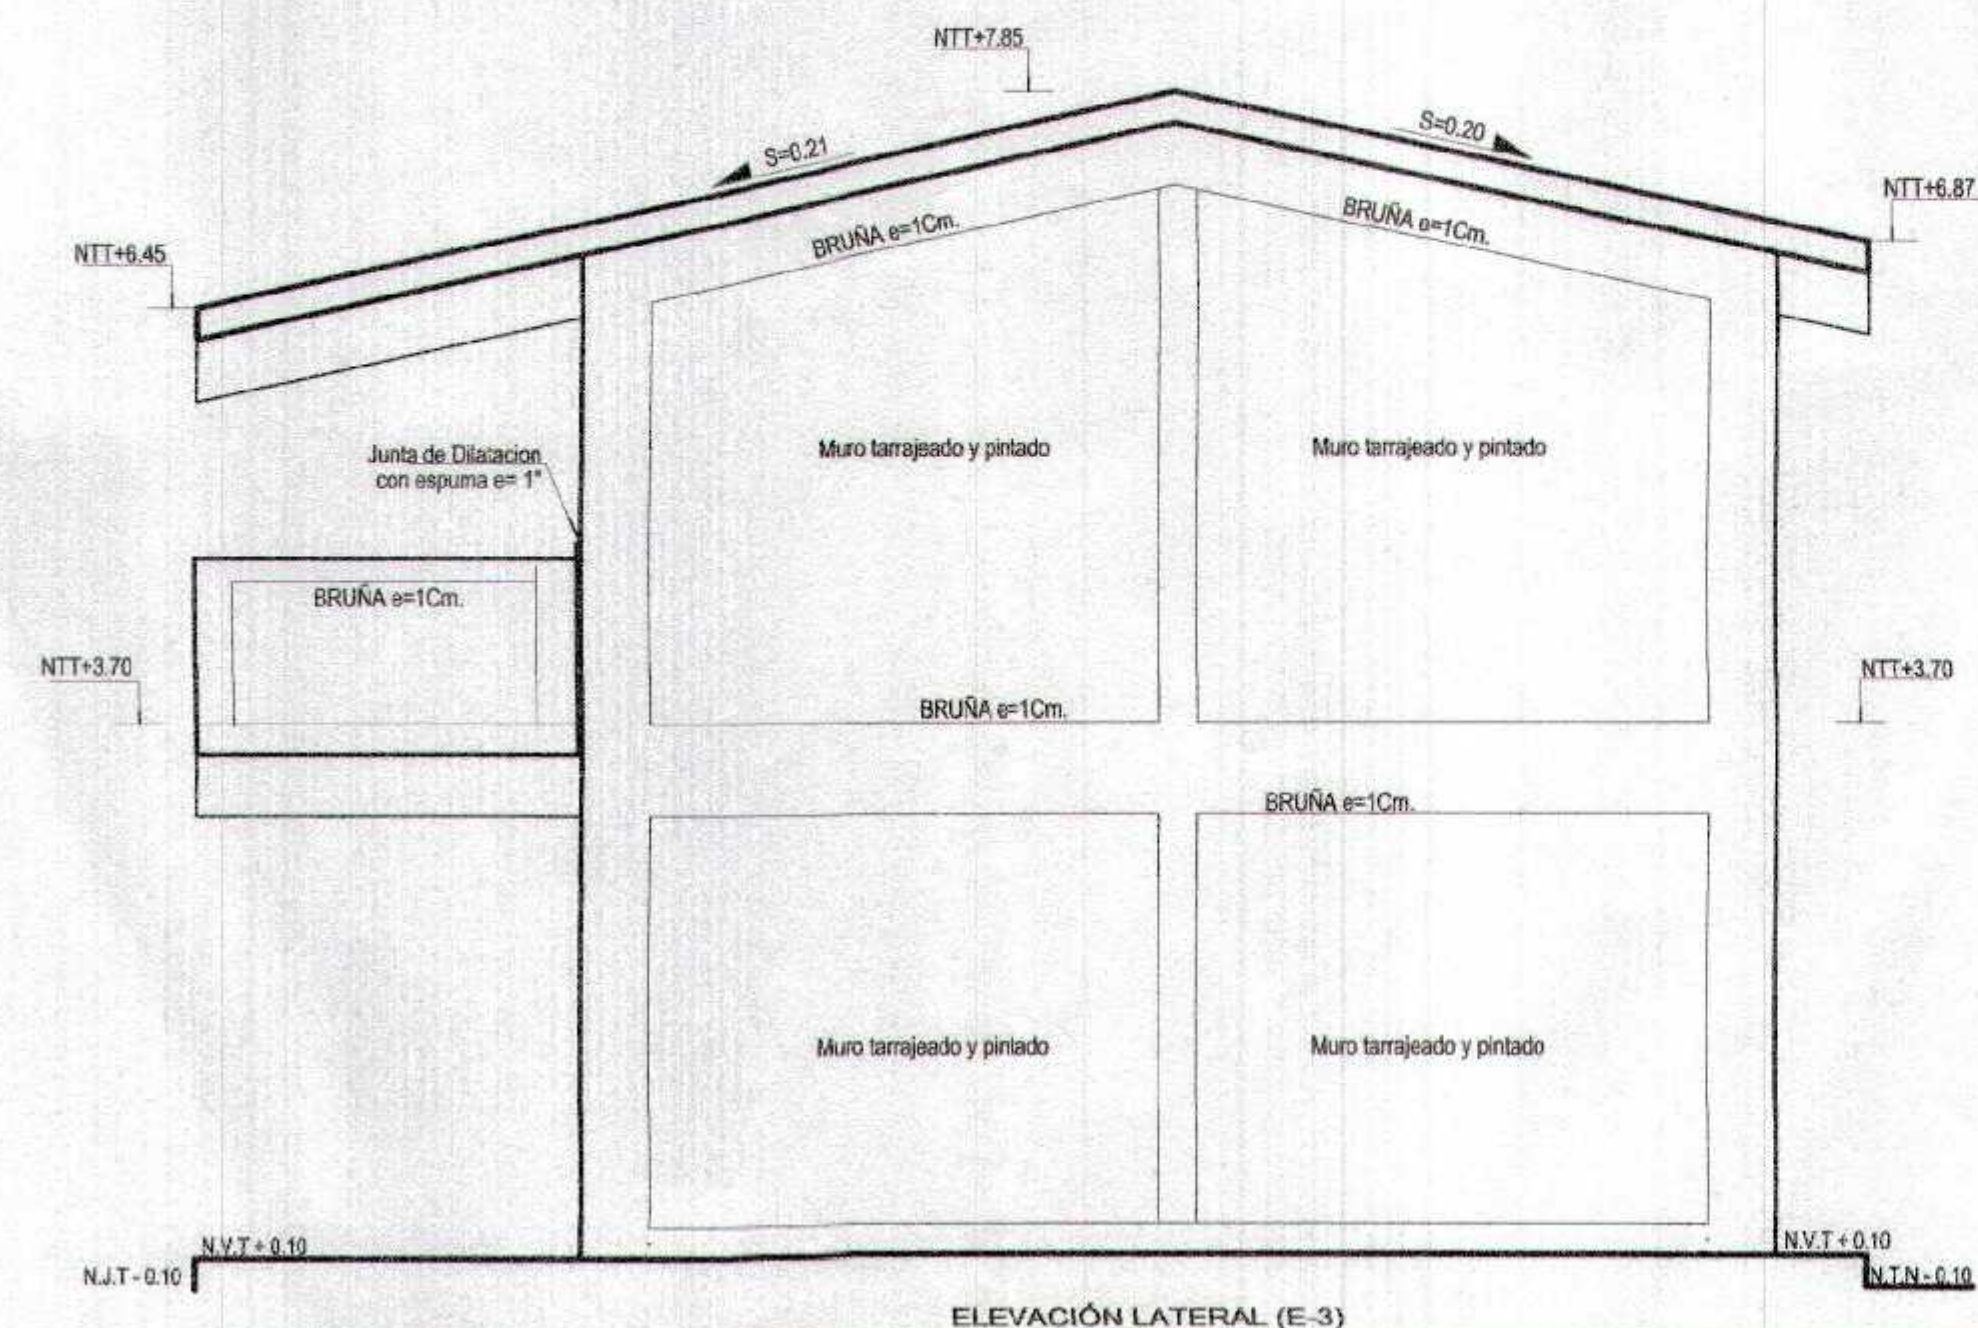 NTT+7.85
S=0.21
S=0.20
NTT+6.87
NTT+6.45
BRUÑA e=1Cm.
BRUÑA e=1Cm.
Junta de Dilatacion
con espuma e= 1"
Muro tarrajeado y pintado
Muro tarrajeado y pintado
BRUÑA e=1Cm.
NTT+3.70
NTT+3.70
BRUÑA e=1Cm.
BRUÑA e=1Cm.
Muro tarrajeado y pintado
Muro tarrajeado y pintado
N.V.T + 0.10
N.V.T + 0.10
N.J.T - 0.10
N.T.N - 0.10
ELEVACIÓN LATERAL (E-3)